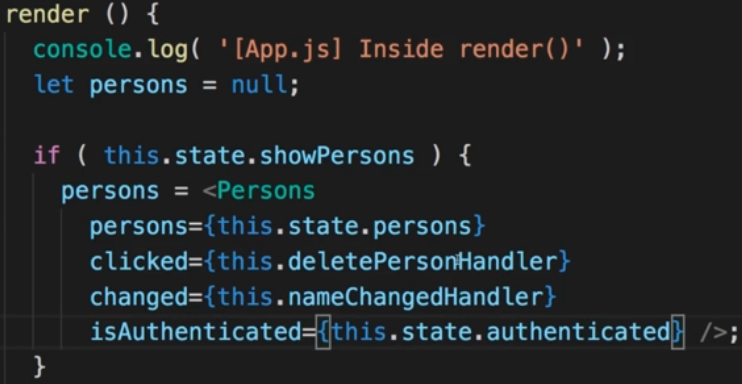 render () {
console.log( '[App.js] Inside render()' );
let persons = null;
if ( this.state.showPersons ) {
persons = <Persons
persons={this.state.persons}
clicked={this.deletePersonHandler}
changed={this.nameChangedHandler}
isAuthenticated={this.state.authenticated} />;
}